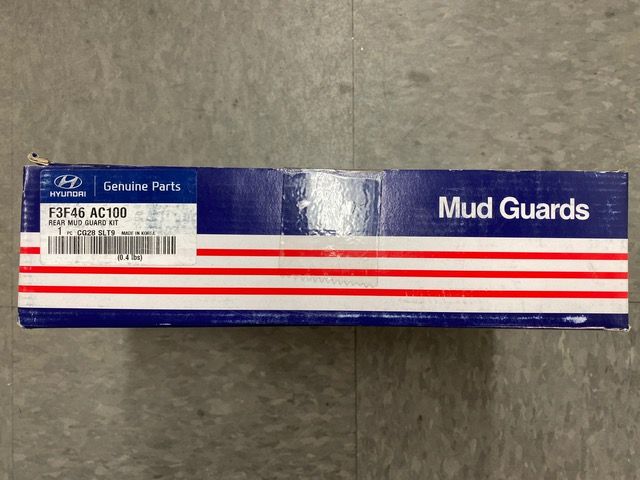 HYUNDAI
Genuine Parts
F3F46 AC100
REAR MUD GUARD KIT
1 PC CG28 SLT9 MADE IN KOREA
(0.4 lbs)
Mud Guards